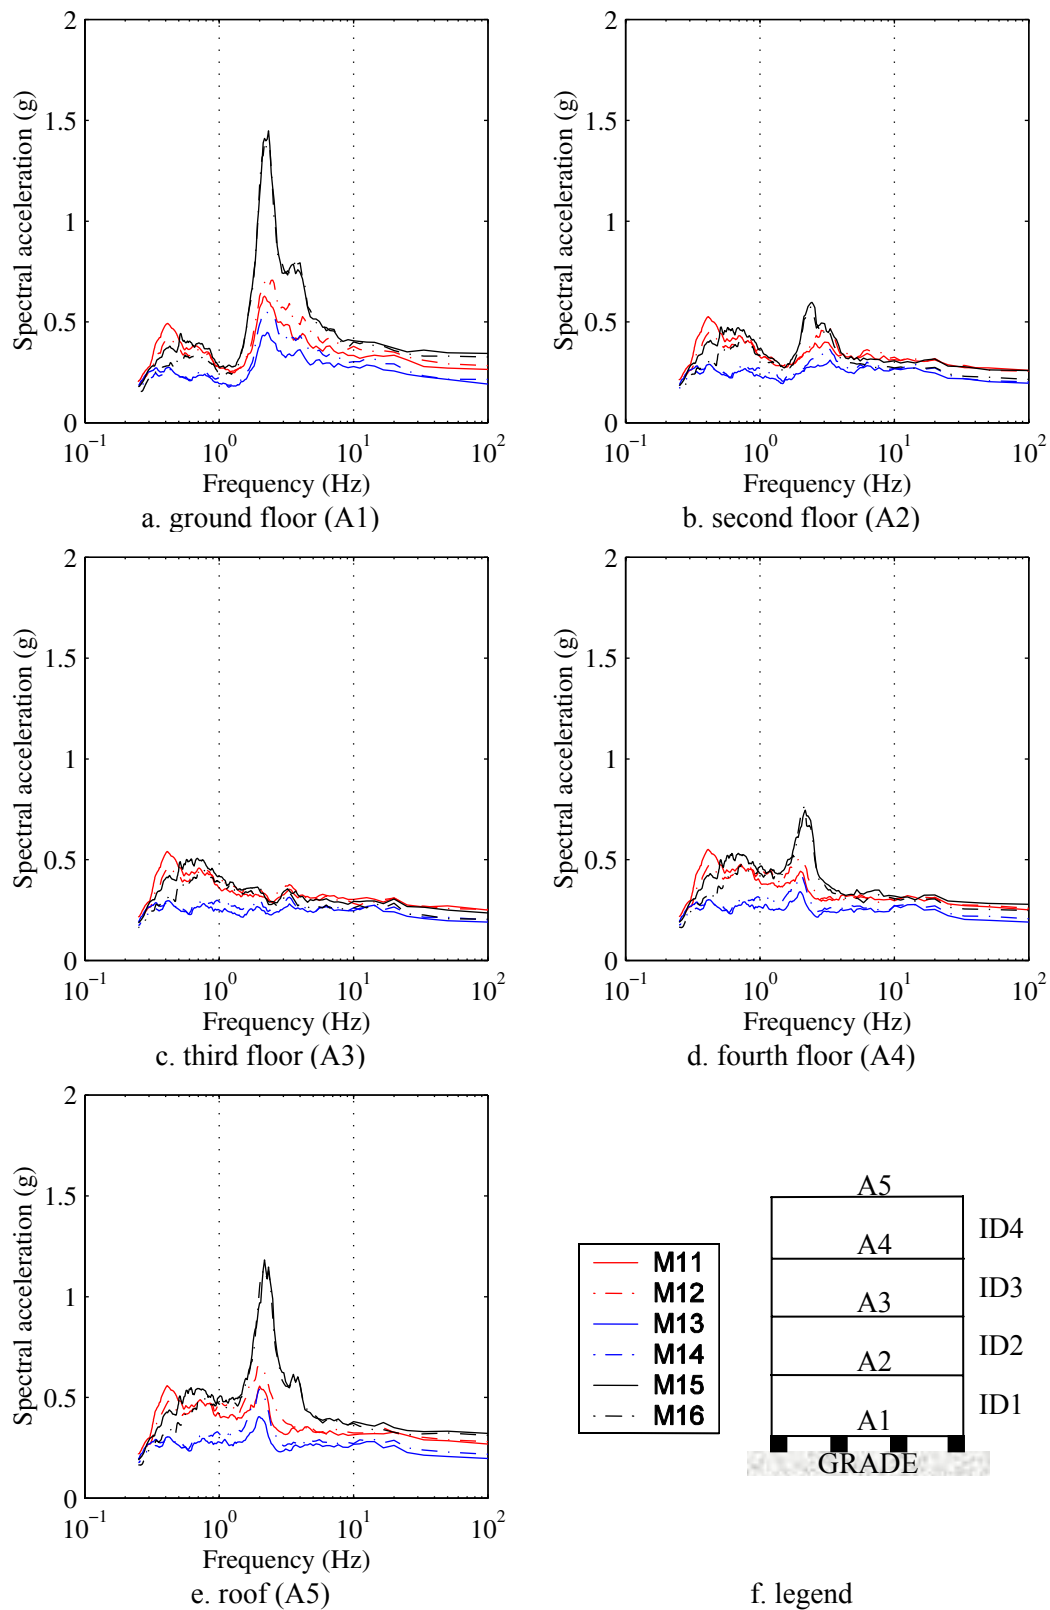 2
1.5
1
0.5
0
Spectral acceleration (g)
10⁻¹ 10⁰ 10¹ 10²
Frequency (Hz)
a. ground floor (A1)
2
1.5
1
0.5
0
Spectral acceleration (g)
10⁻¹ 10⁰ 10¹ 10²
Frequency (Hz)
b. second floor (A2)
2
1.5
1
0.5
0
Spectral acceleration (g)
10⁻¹ 10⁰ 10¹ 10²
Frequency (Hz)
c. third floor (A3)
2
1.5
1
0.5
0
Spectral acceleration (g)
10⁻¹ 10⁰ 10¹ 10²
Frequency (Hz)
d. fourth floor (A4)
2
1.5
1
0.5
0
Spectral acceleration (g)
10⁻¹ 10⁰ 10¹ 10²
Frequency (Hz)
e. roof (A5)
M11
M12
M13
M14
M15
M16
A5
ID4
A4
ID3
A3
ID2
A2
ID1
A1
GRADE
f. legend